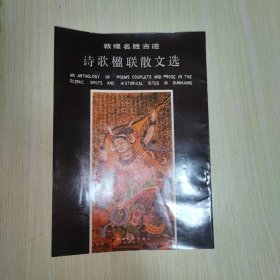 敦煌名胜古迹
诗歌楹联散文选
AN ANTHOLOGY OF POEMS COUPLETS AND PROSE IN THE
SCENIC SPOTS AND HISTORICAL SITES IN DUNHUANG